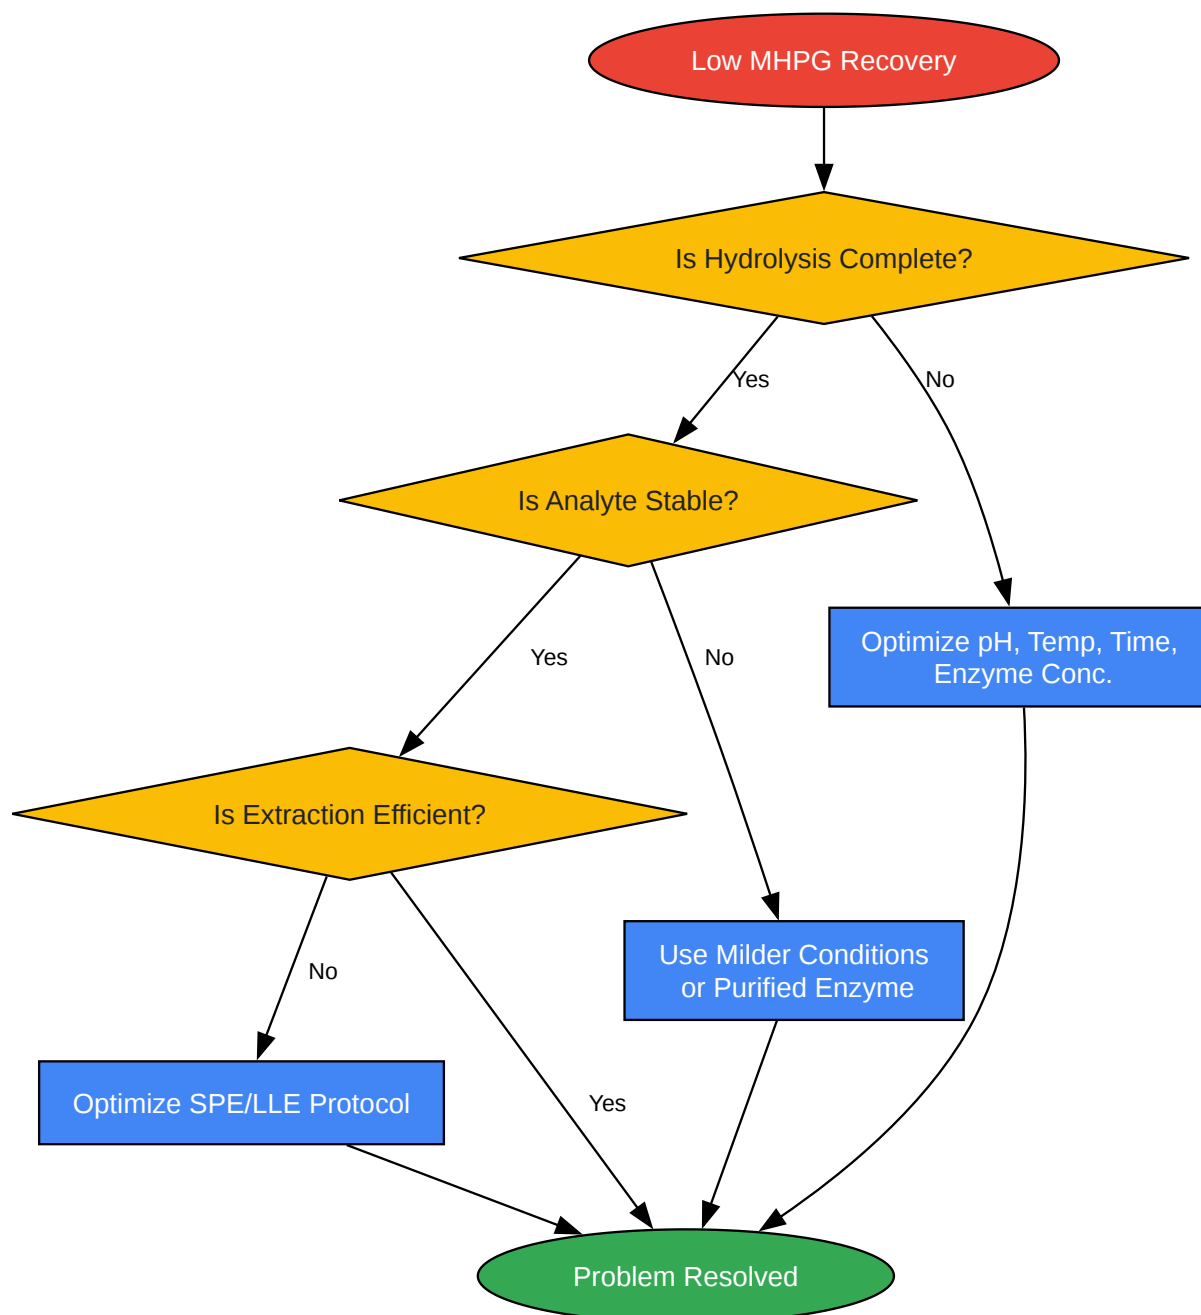 Low MHPG Recovery
Is Hydrolysis Complete?
Yes
No
Is Analyte Stable?
Optimize pH, Temp, Time,
Enzyme Conc.
Yes
No
Is Extraction Efficient?
Use Milder Conditions
or Purified Enzyme
No
Optimize SPE/LLE Protocol
Yes
Problem Resolved